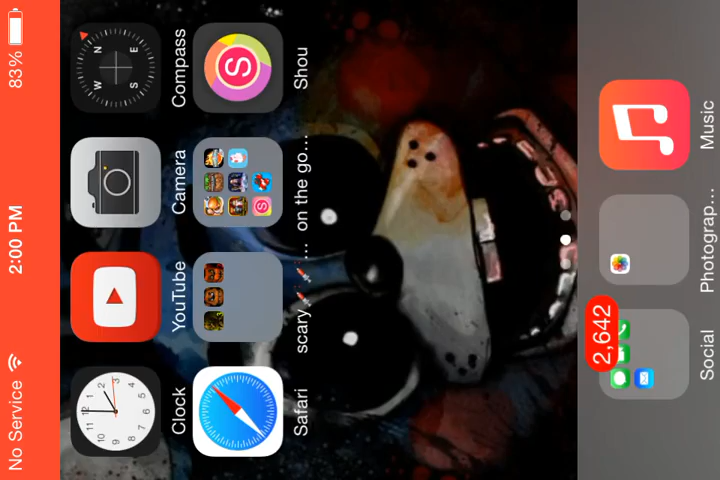 No Service 2:00 PM 83%
N
W E
S
Clock YouTube Camera Compass
S
Safari scary 🚀🚀… on the go… Shou
2,642
Social Photograp… Music